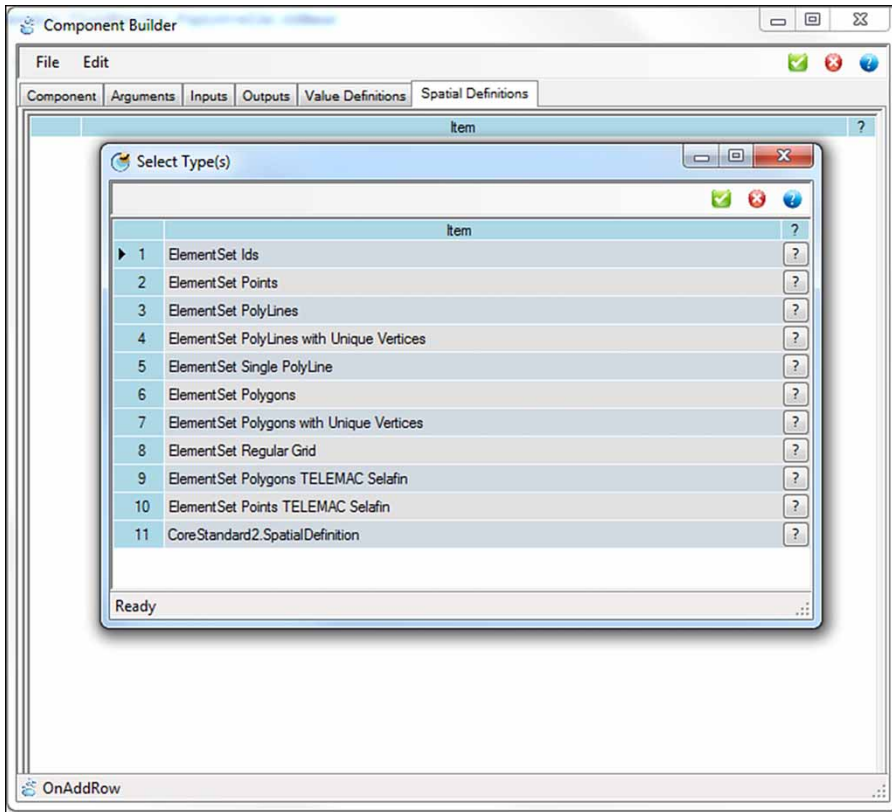 Component Builder
File Edit
Component Arguments Inputs Outputs Value Definitions Spatial Definitions
Item ?
Select Type(s)
Item ?
1 ElementSet Ids ?
2 ElementSet Points ?
3 ElementSet PolyLines ?
4 ElementSet PolyLines with Unique Vertices ?
5 ElementSet Single PolyLine ?
6 ElementSet Polygons ?
7 ElementSet Polygons with Unique Vertices ?
8 ElementSet Regular Grid ?
9 ElementSet Polygons TELEMAC Selafin ?
10 ElementSet Points TELEMAC Selafin ?
11 CoreStandard2.SpatialDefinition ?
Ready
OnAddRow